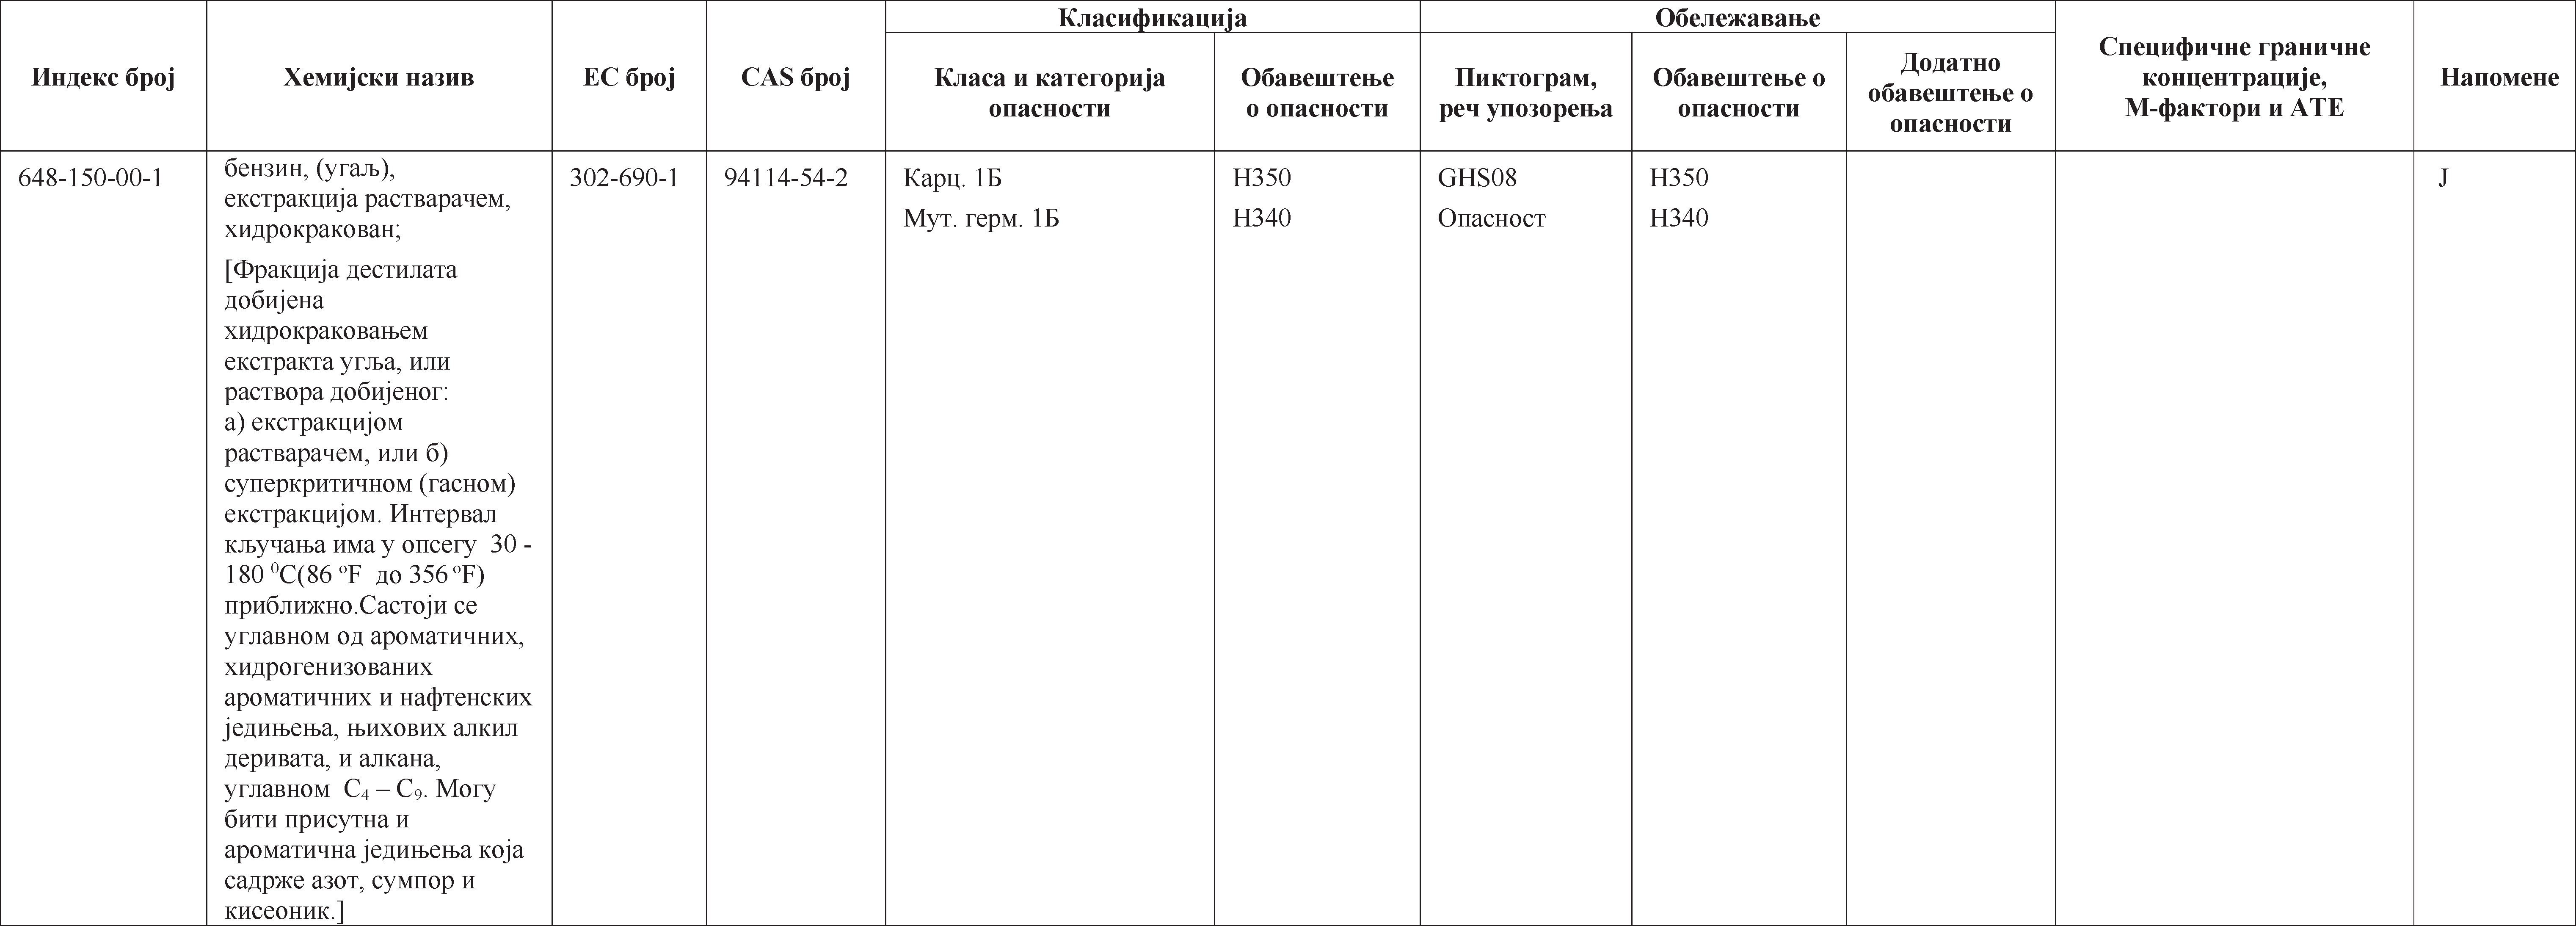 Класификација
Обележавање
Индекс број
Хемијски назив
ЕС број
CAS број
Класа и категорија
опасности
Обавештење
о опасности
Пиктограм,
реч упозорења
Обавештење о
опасности
Додатно
обавештење о
опасности
Специфичне граничне
концентрације,
М-фактори и АТЕ
Напомене
648-150-00-1
бензин, (угаљ),
екстракција растварачем,
хидрокракован;
[Фракција дестилата
добијена
хидрокраковањем
екстракта угља, или
раствора добијеног:
а) екстракцијом
растварачем, или б)
суперкритичном (гасном)
екстракцијом. Интервал
кључања има у опсегу  30 -
180 ⁰C(86 ºF  до 356 ºF)
приближно.Састоји се
углавном од ароматичних,
хидрогенизованих
ароматичних и нафтенских
једињења, њихових алкил
деривата, и алкана,
углавном  C₄ – C₉. Могу
бити присутна и
ароматична једињења која
садрже азот, сумпор и
кисеоник.]
302-690-1
94114-54-2
Карц. 1Б
Мут. герм. 1Б
H350
H340
GHS08
Опасност
H350
H340
Ј